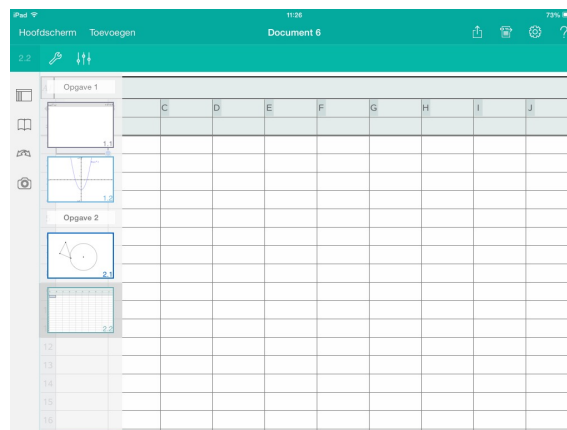 iPad 11:26 73%
Hoofdscherm Toevoegen Document 6 ?
2.2
Opgave 1
C D E F G H I J
1.1
1.2
Opgave 2
2.1
2.2
12
13
14
15
16